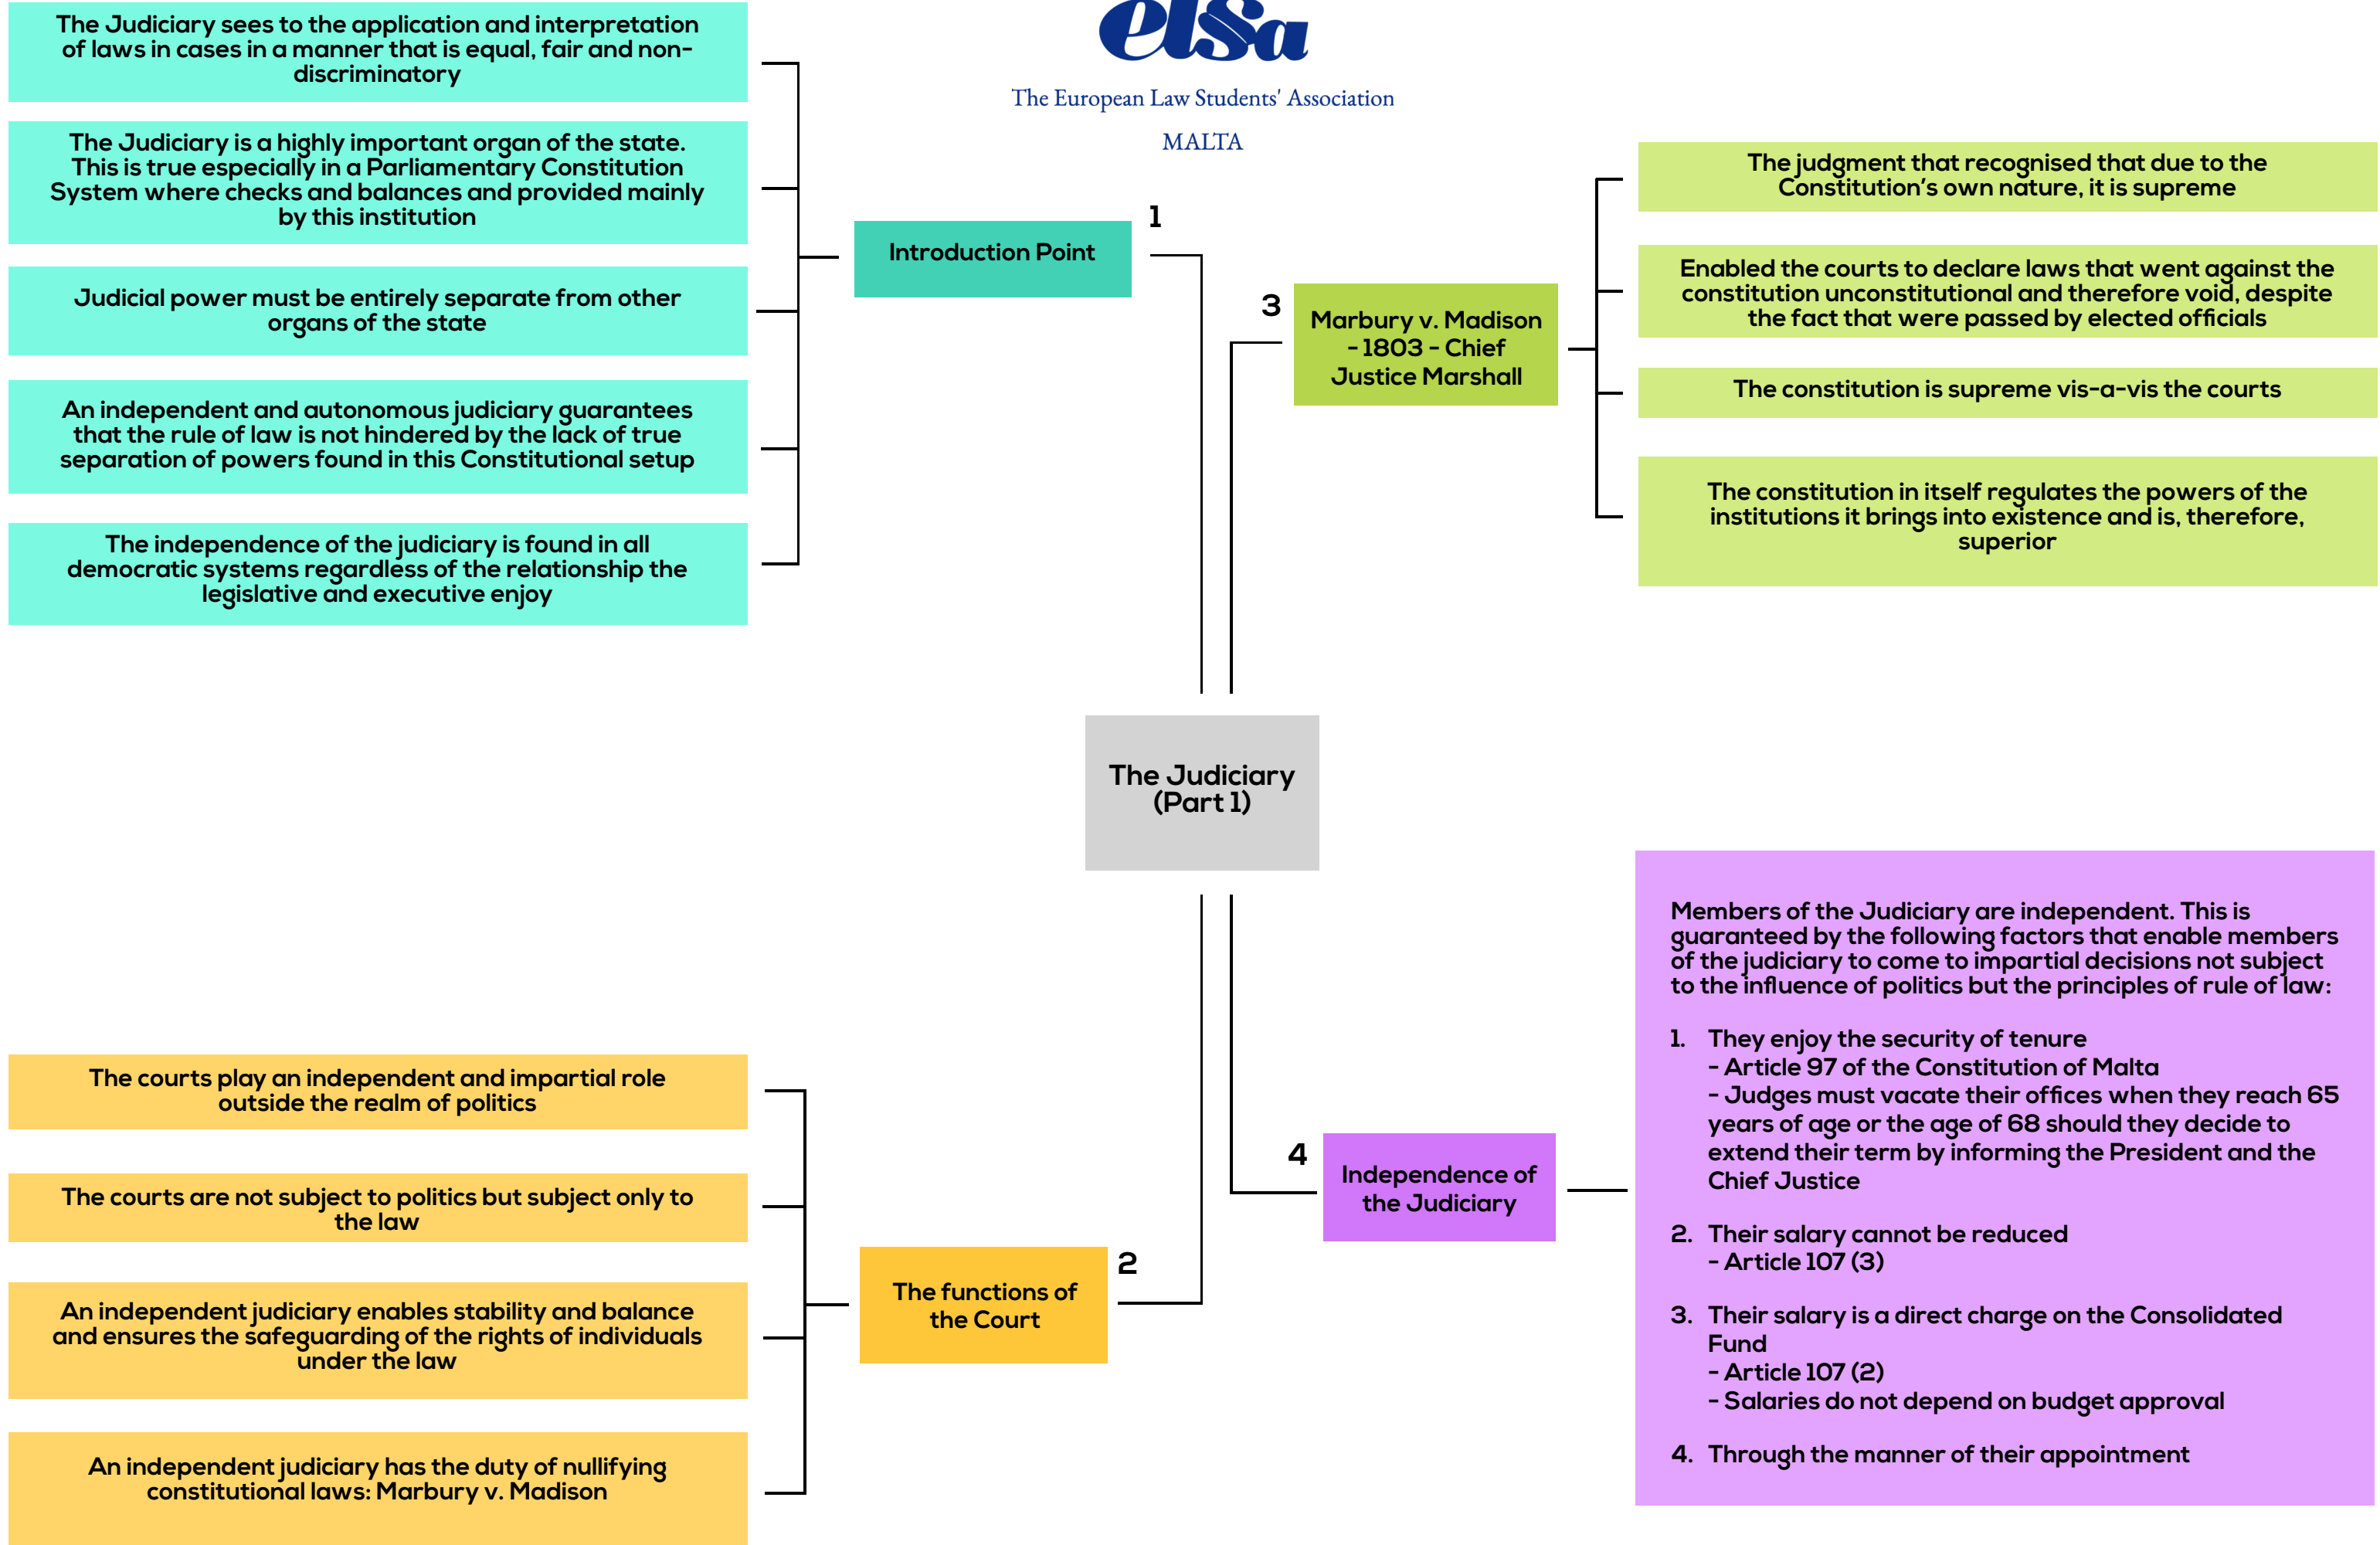 elsa
The European Law Students' Association
MALTA
The Judiciary
(Part 1)
1
Introduction Point
The Judiciary sees to the application and interpretation
of laws in cases in a manner that is equal, fair and non-
discriminatory
The Judiciary is a highly important organ of the state.
This is true especially in a Parliamentary Constitution
System where checks and balances and provided mainly
by this institution
Judicial power must be entirely separate from other
organs of the state
An independent and autonomous judiciary guarantees
that the rule of law is not hindered by the lack of true
separation of powers found in this Constitutional setup
The independence of the judiciary is found in all
democratic systems regardless of the relationship the
legislative and executive enjoy
2
The functions of
the Court
The courts play an independent and impartial role
outside the realm of politics
The courts are not subject to politics but subject only to
the law
An independent judiciary enables stability and balance
and ensures the safeguarding of the rights of individuals
under the law
An independent judiciary has the duty of nullifying
constitutional laws: Marbury v. Madison
3
Marbury v. Madison
- 1803 - Chief
Justice Marshall
The judgment that recognised that due to the
Constitution’s own nature, it is supreme
Enabled the courts to declare laws that went against the
constitution unconstitutional and therefore void, despite
the fact that were passed by elected officials
The constitution is supreme vis-a-vis the courts
The constitution in itself regulates the powers of the
institutions it brings into existence and is, therefore,
superior
4
Independence of
the Judiciary
Members of the Judiciary are independent. This is
guaranteed by the following factors that enable members
of the judiciary to come to impartial decisions not subject
to the influence of politics but the principles of rule of law:
1. They enjoy the security of tenure
- Article 97 of the Constitution of Malta
- Judges must vacate their offices when they reach 65
years of age or the age of 68 should they decide to
extend their term by informing the President and the
Chief Justice
2. Their salary cannot be reduced
- Article 107 (3)
3. Their salary is a direct charge on the Consolidated
Fund
- Article 107 (2)
- Salaries do not depend on budget approval
4. Through the manner of their appointment